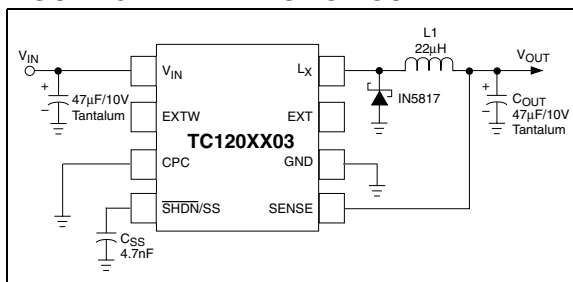 L1
22μH
VIN
VIN
LX
VOUT
+
47μF/10V
−
Tantalum
EXTW
EXT
IN5817
+
COUT
−
47μF/10V
Tantalum
TC120XX03
CPC
GND
SHDN/SS
SENSE
CSS
4.7nF